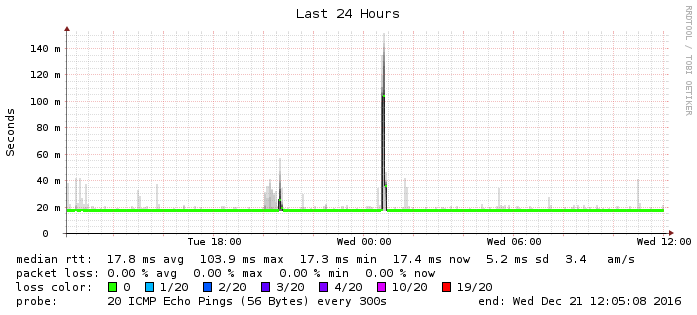 Last 24 Hours
RRDTOOL / TOBI OETIKER
Seconds
140 m
120 m
100 m
80 m
60 m
40 m
20 m
0
Tue 18:00 Wed 00:00 Wed 06:00 Wed 12:00
median rtt: 17.8 ms avg 103.9 ms max 17.3 ms min 17.4 ms now 5.2 ms sd 3.4 am/s
packet loss: 0.00 % avg 0.00 % max 0.00 % min 0.00 % now
loss color: 0 1/20 2/20 3/20 4/20 10/20 19/20
probe: 20 ICMP Echo Pings (56 Bytes) every 300s end: Wed Dec 21 12:05:08 2016